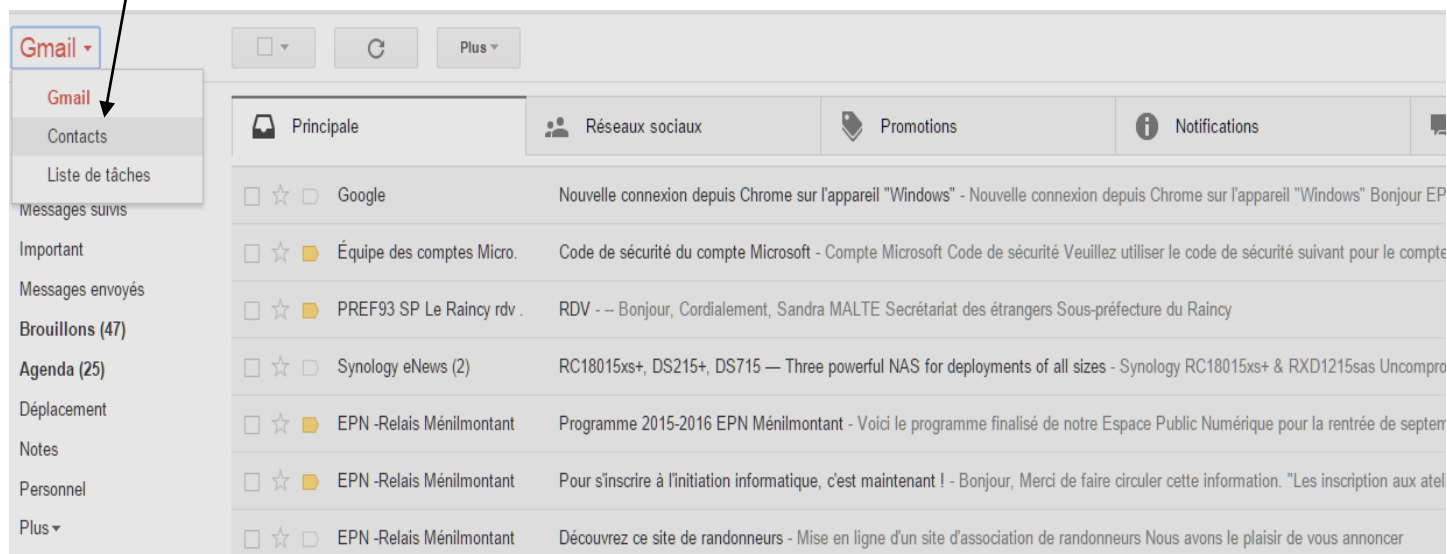 Gmail
Plus
Gmail
Contacts
Liste de tâches
Messages suivis
Important
Messages envoyés
Brouillons (47)
Agenda (25)
Déplacement
Notes
Personnel
Plus
Principale
Réseaux sociaux
Promotions
Notifications
Google Nouvelle connexion depuis Chrome sur l'appareil "Windows" - Nouvelle connexion depuis Chrome sur l'appareil "Windows" Bonjour EP
Équipe des comptes Micro. Code de sécurité du compte Microsoft - Compte Microsoft Code de sécurité Veuillez utiliser le code de sécurité suivant pour le compte
PREF93 SP Le Raincy rdv . RDV - -- Bonjour, Cordialement, Sandra MALTE Secrétariat des étrangers Sous-préfecture du Raincy
Synology eNews (2) RC18015xs+, DS215+, DS715 — Three powerful NAS for deployments of all sizes - Synology RC18015xs+ & RXD1215sas Uncompro
EPN -Relais Ménilmontant Programme 2015-2016 EPN Ménilmontant - Voici le programme finalisé de notre Espace Public Numérique pour la rentrée de septem
EPN -Relais Ménilmontant Pour s'inscrire à l'initiation informatique, c'est maintenant ! - Bonjour, Merci de faire circuler cette information. "Les inscription aux ateli
EPN -Relais Ménilmontant Découvrez ce site de randonneurs - Mise en ligne d'un site d'association de randonneurs Nous avons le plaisir de vous annoncer